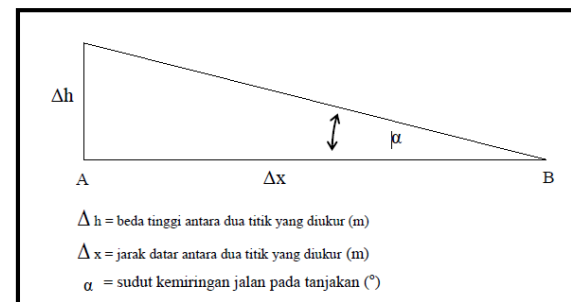 Δh
α
A
Δx
B
Δ h = beda tinggi antara dua titik yang diukur (m)
Δ x = jarak datar antara dua titik yang diukur (m)
α = sudut kemiringan jalan pada tanjakan (°)